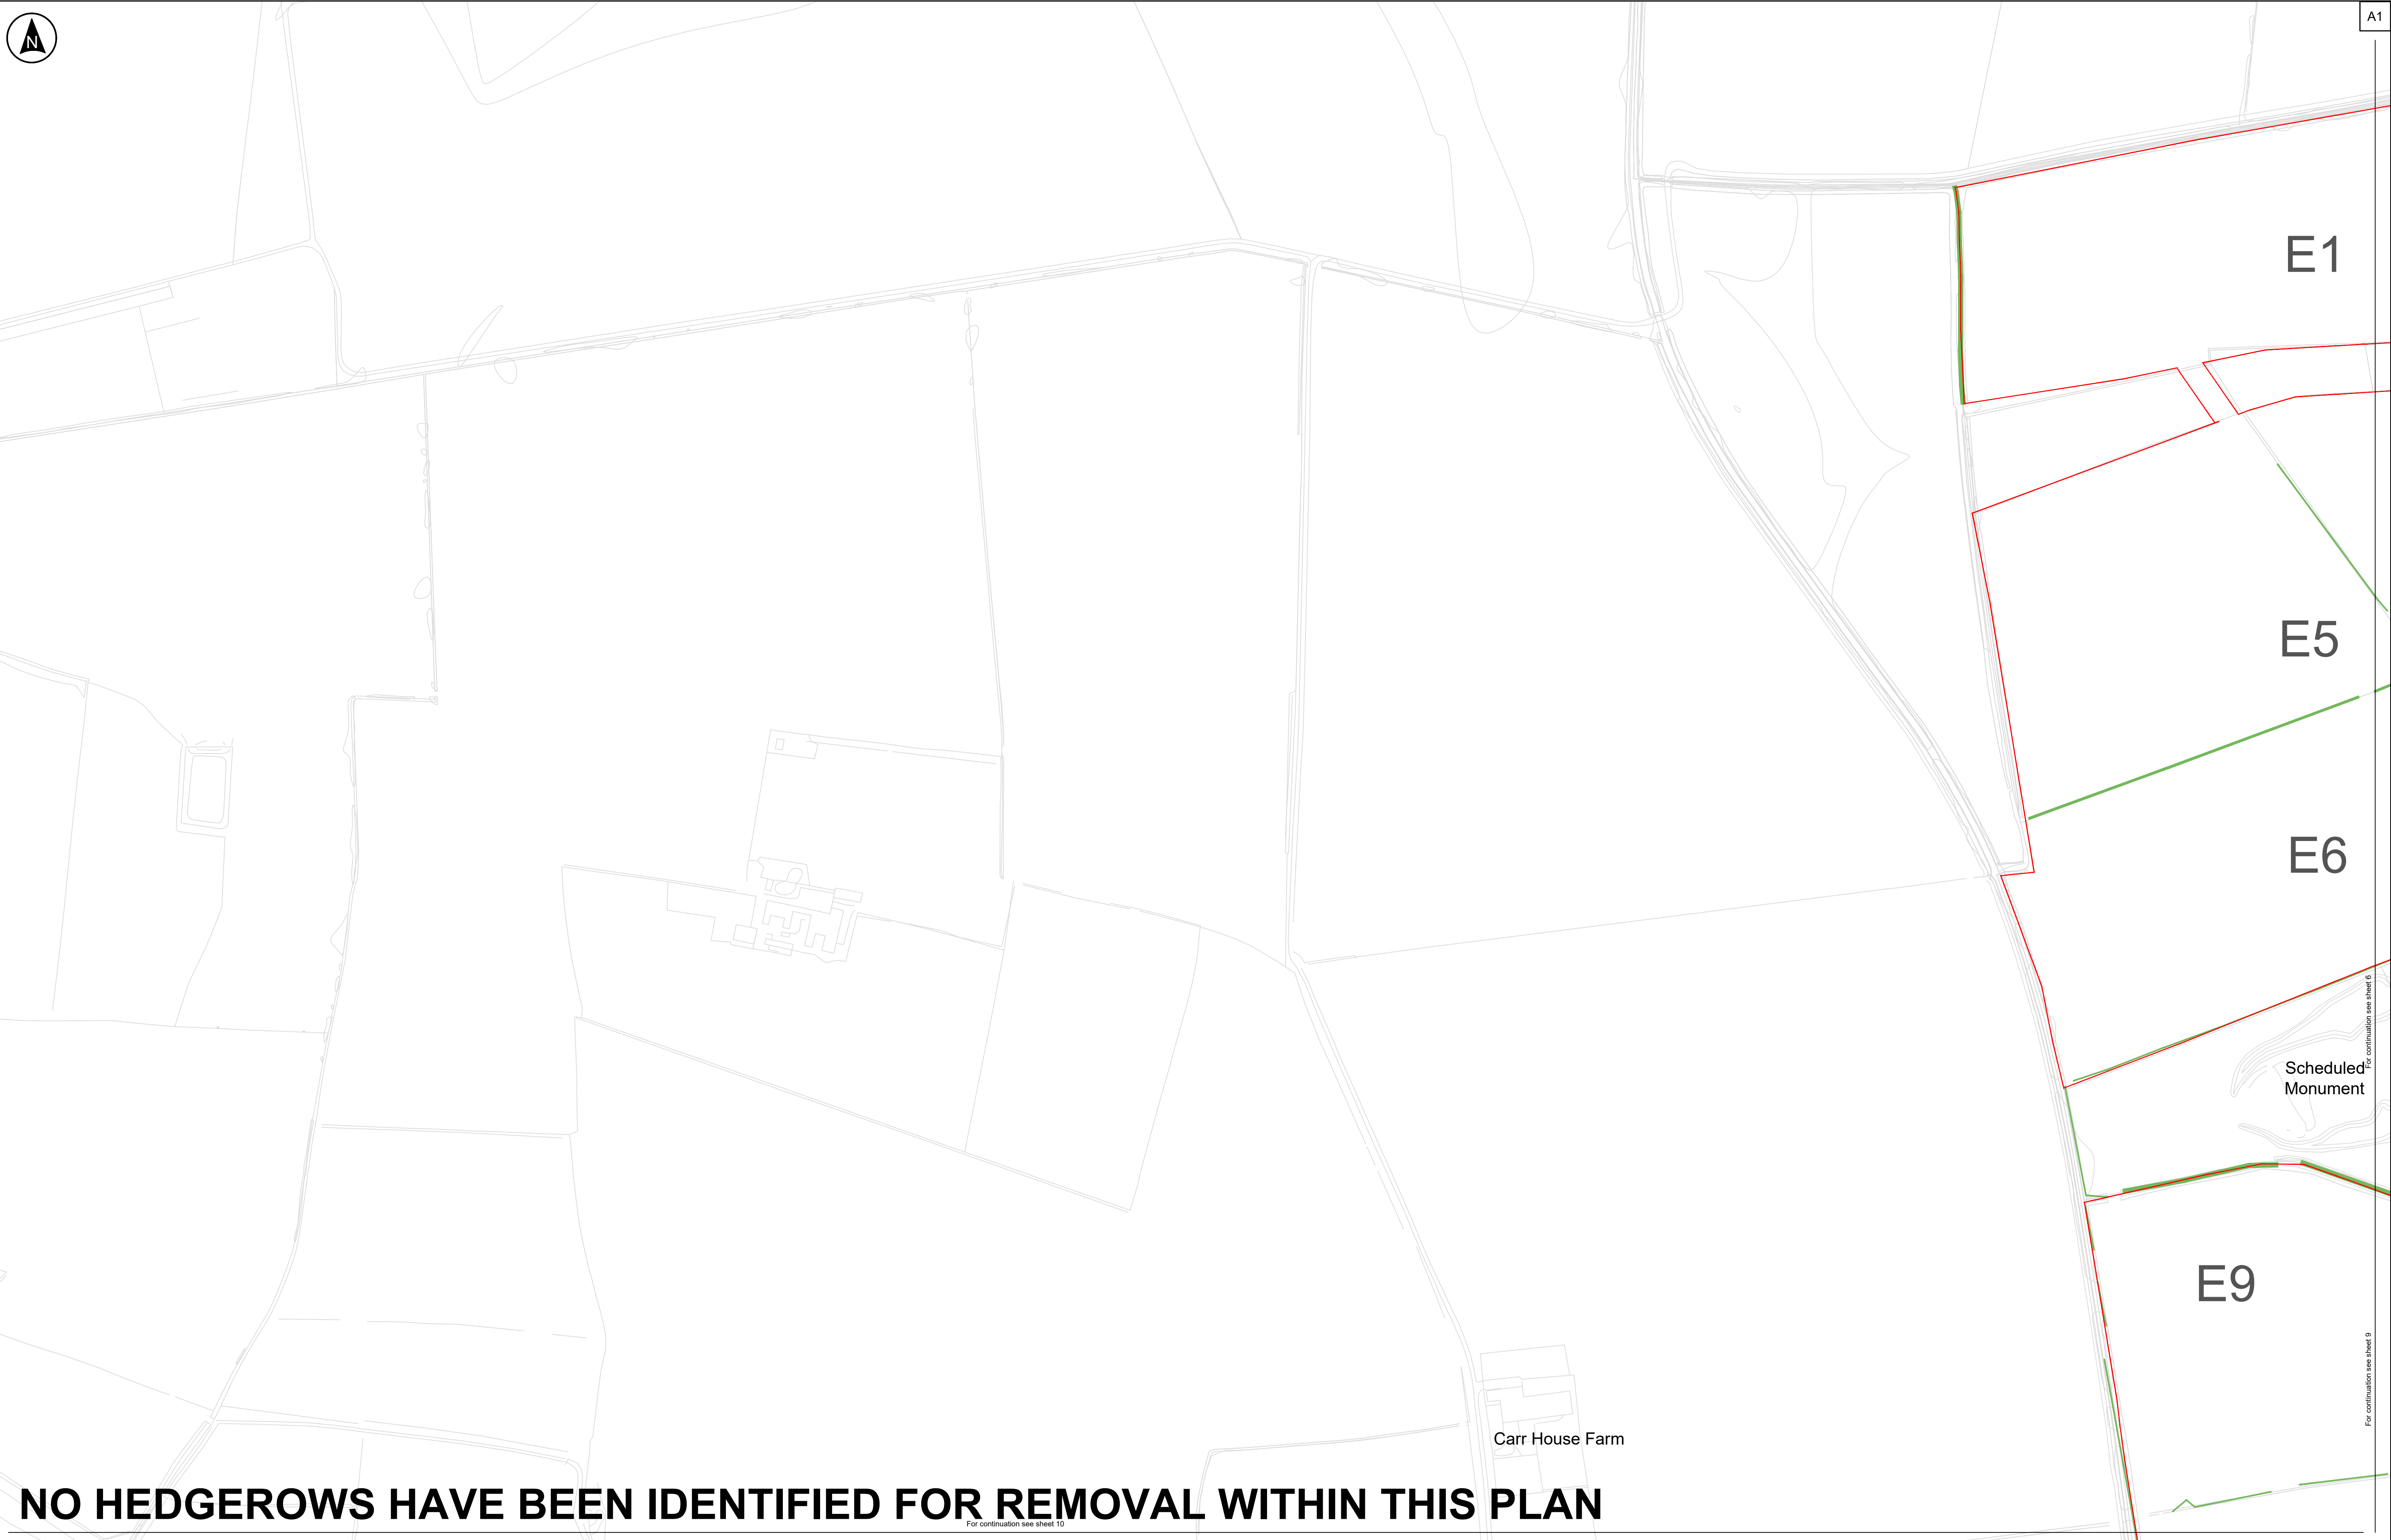 N
A1
E1
E5
E6
For continuation see sheet 6
Scheduled
Monument
E9
For continuation see sheet 9
Carr House Farm
NO HEDGEROWS HAVE BEEN IDENTIFIED FOR REMOVAL WITHIN THIS PLAN
For continuation see sheet 10